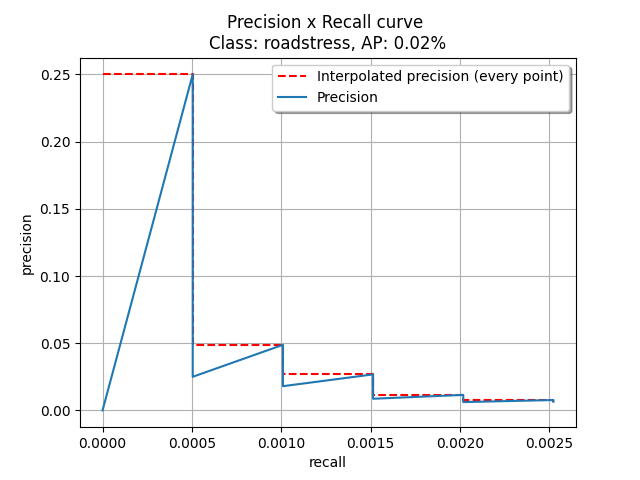 Precision x Recall curve
Class: roadstress, AP: 0.02%
Interpolated precision (every point)
Precision
precision
0.25
0.20
0.15
0.10
0.05
0.00
0.0000 0.0005 0.0010 0.0015 0.0020 0.0025
recall